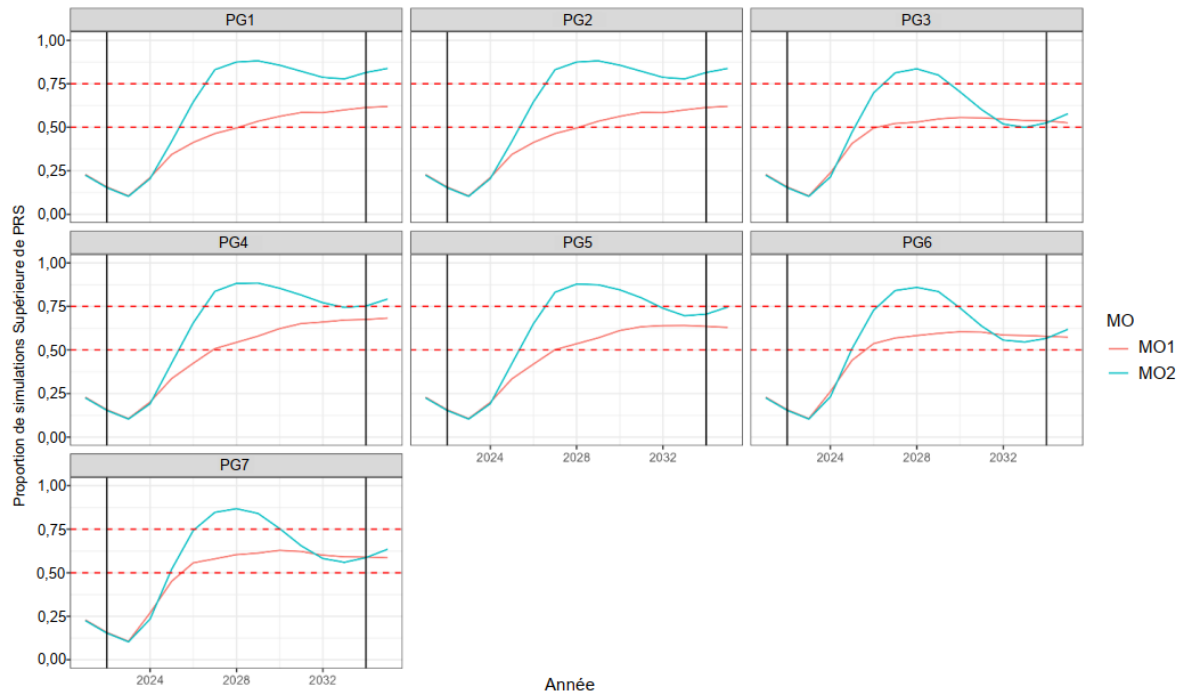 PG1
PG2
PG3
1,00
0,75
0,50
0,25
0,00
PG4
PG5
PG6
1,00
0,75
0,50
0,25
0,00
2024
2028
2032
2024
2028
2032
PG7
1,00
0,75
0,50
0,25
0,00
2024
2028
2032
Proportion de simulations Supérieure de PRS
Année
MO
MO1
MO2